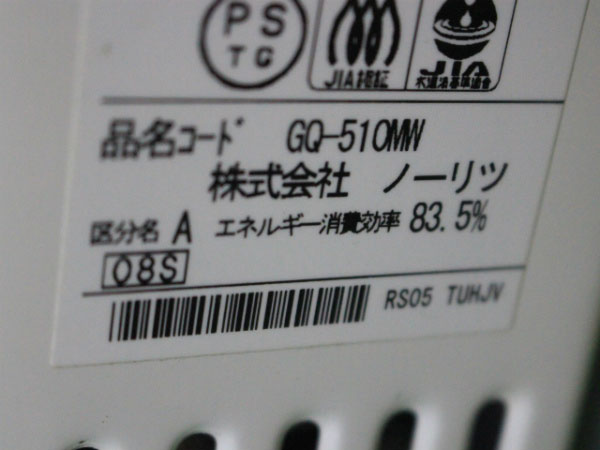 PS
TG
JIA認証
JIA
品名コード GQ-510MW
株式会社 ノーリツ
区分名 A エネルギー消費効率 83.5%
08S
RS05 TUHJV